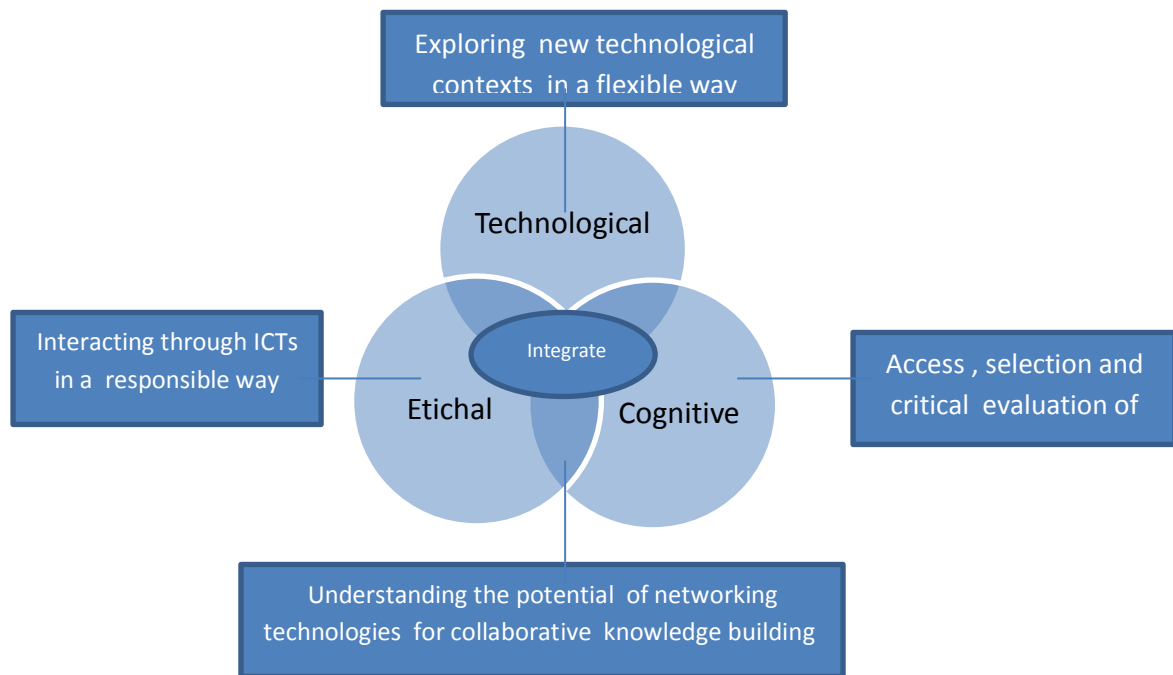 Exploring new technological
contexts in a flexible way
Technological
Interacting through ICTs
in a responsible way
Integrate
Access , selection and
critical evaluation of
Etichal
Cognitive
Understanding the potential of networking
technologies for collaborative knowledge building